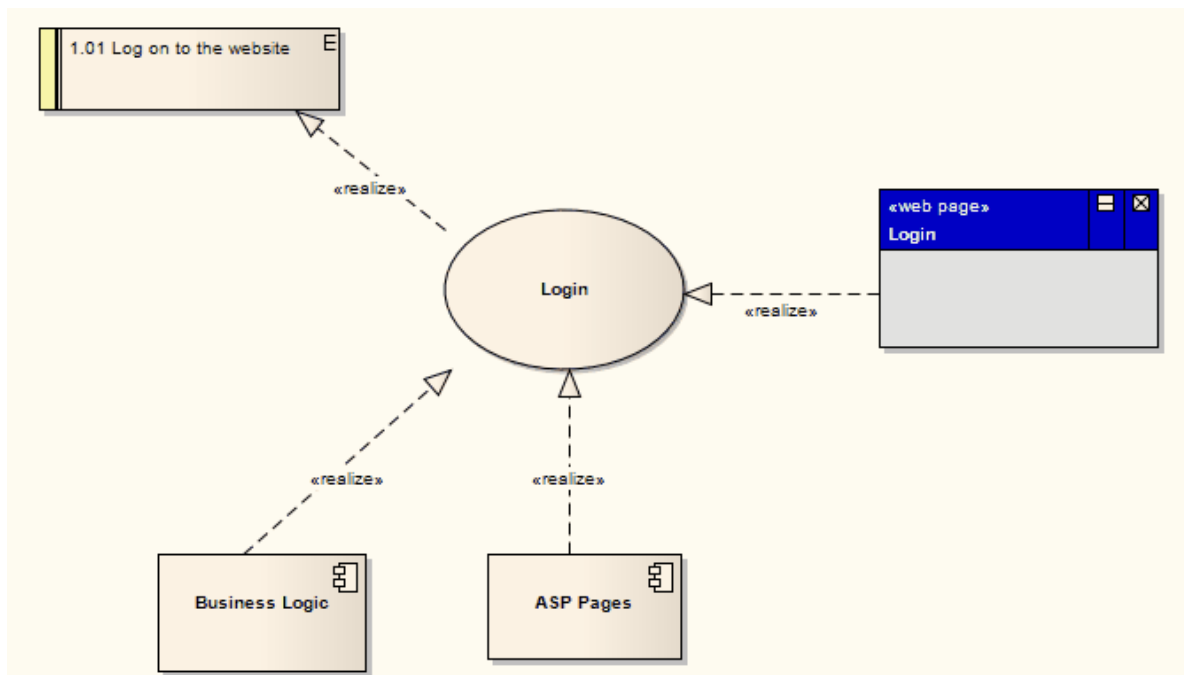 1.01 Log on to the website
E
«realize»
«web page»
Login
Login
«realize»
«realize»
«realize»
Business Logic
ASP Pages